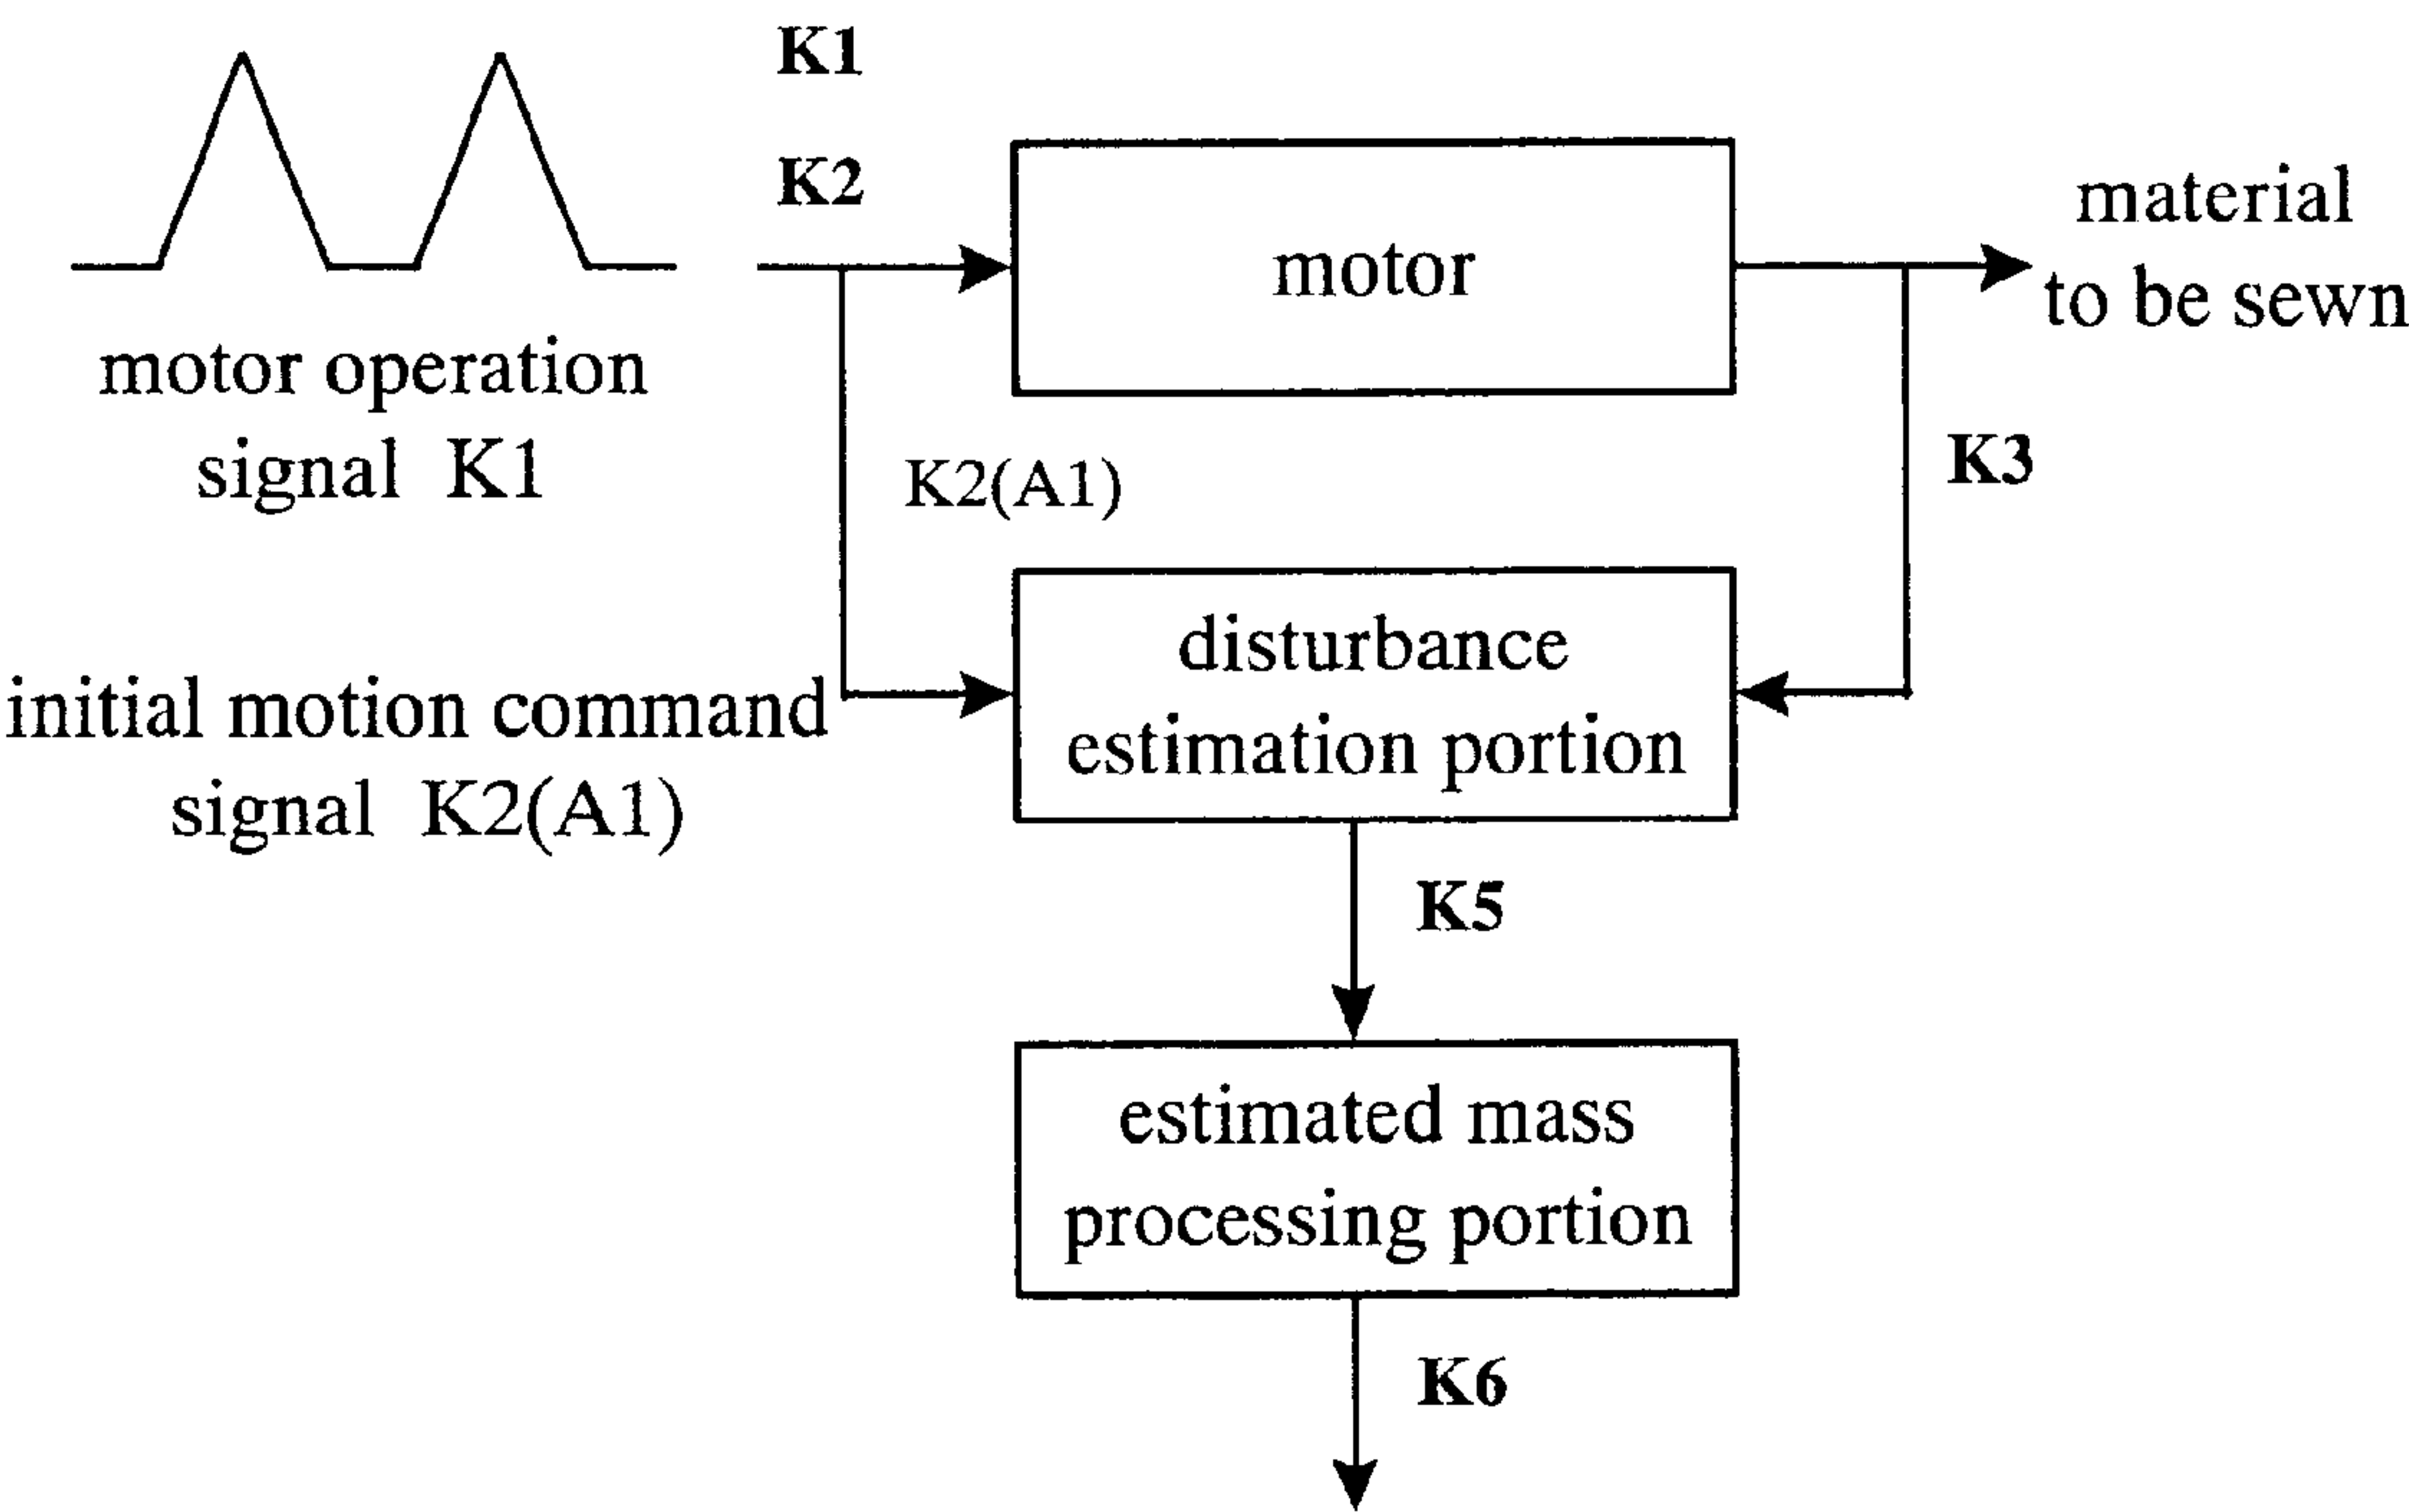 K1
K2
motor
material
to be sewn
motor operation
signal K1
K2(A1)
K3
initial motion command
signal K2(A1)
disturbance
estimation portion
K5
estimated mass
processing portion
K6